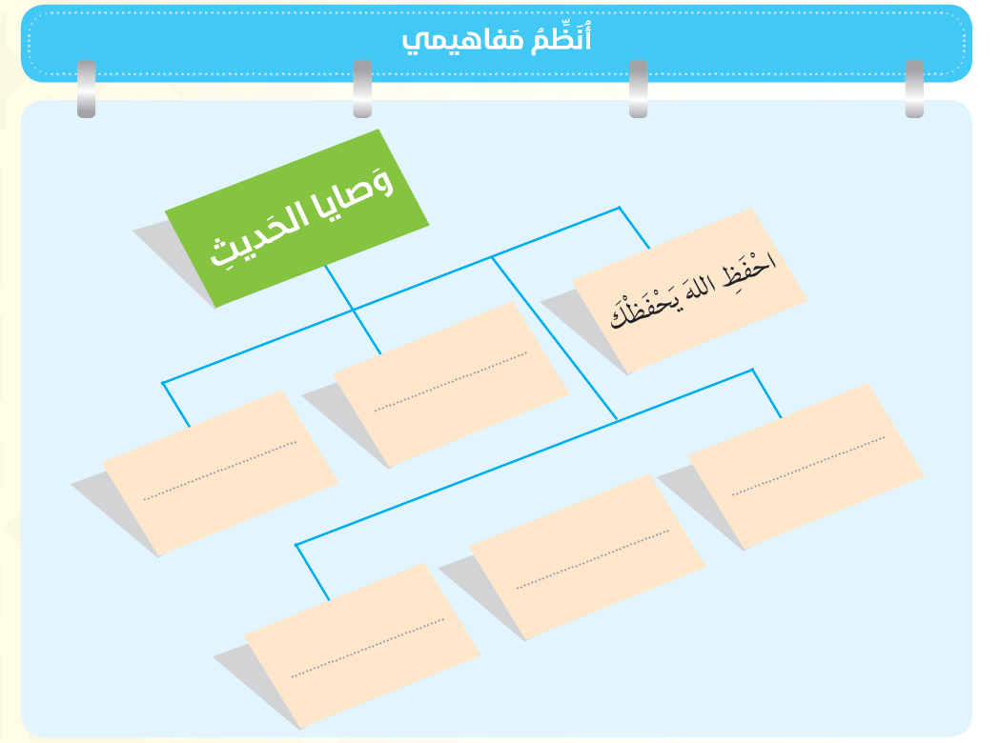 أُنَظِّمُ مَفاهيمي
وَصايا الحَديثِ
احْفَظِ اللهَ يَحْفَظْكَ